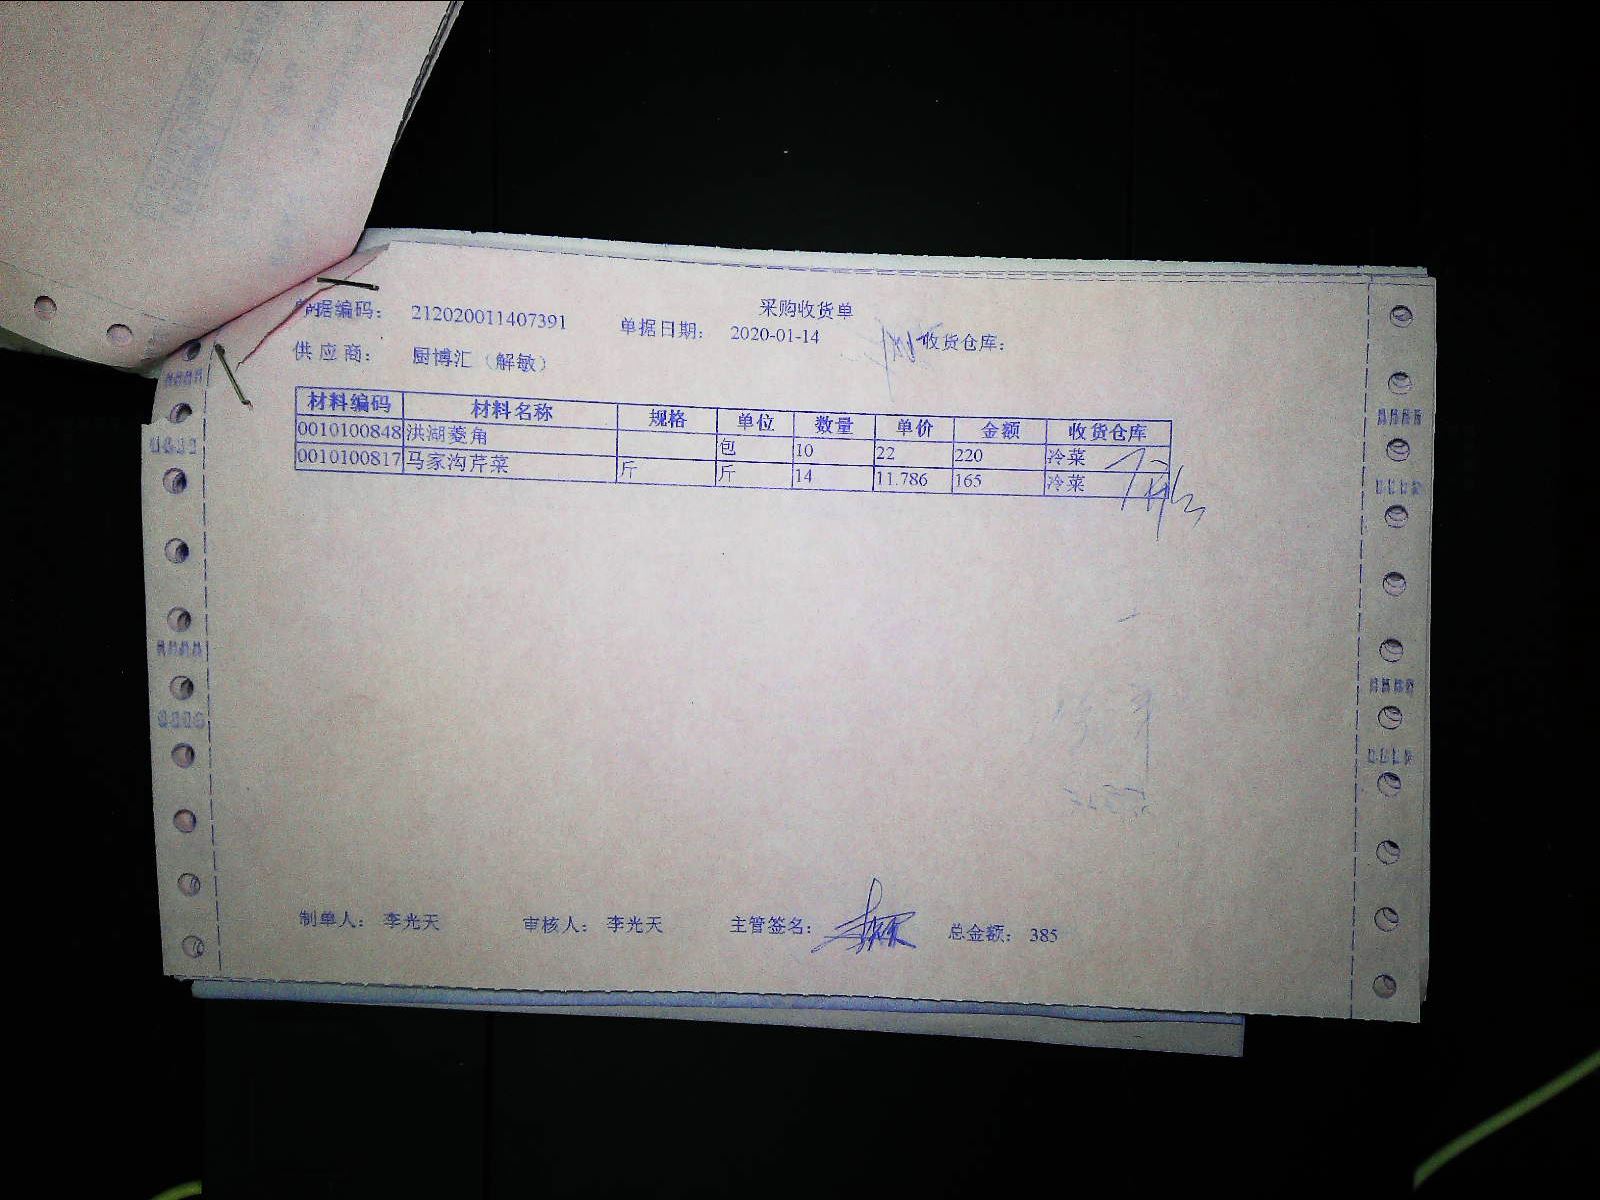 采购收货单
单据编码： 212020011407391 单据日期： 2020-01-14 收货仓库：
供应商： 厨博汇（解敏）
材料编码 材料名称 规格 单位 数量 单价 金额 收货仓库
0010100848 洪湖菱角 包 10 22 220 冷菜
0010100817 马家沟芹菜 斤 斤 14 11.786 165 冷菜
制单人： 李光天 审核人： 李光天 主管签名： 总金额： 385